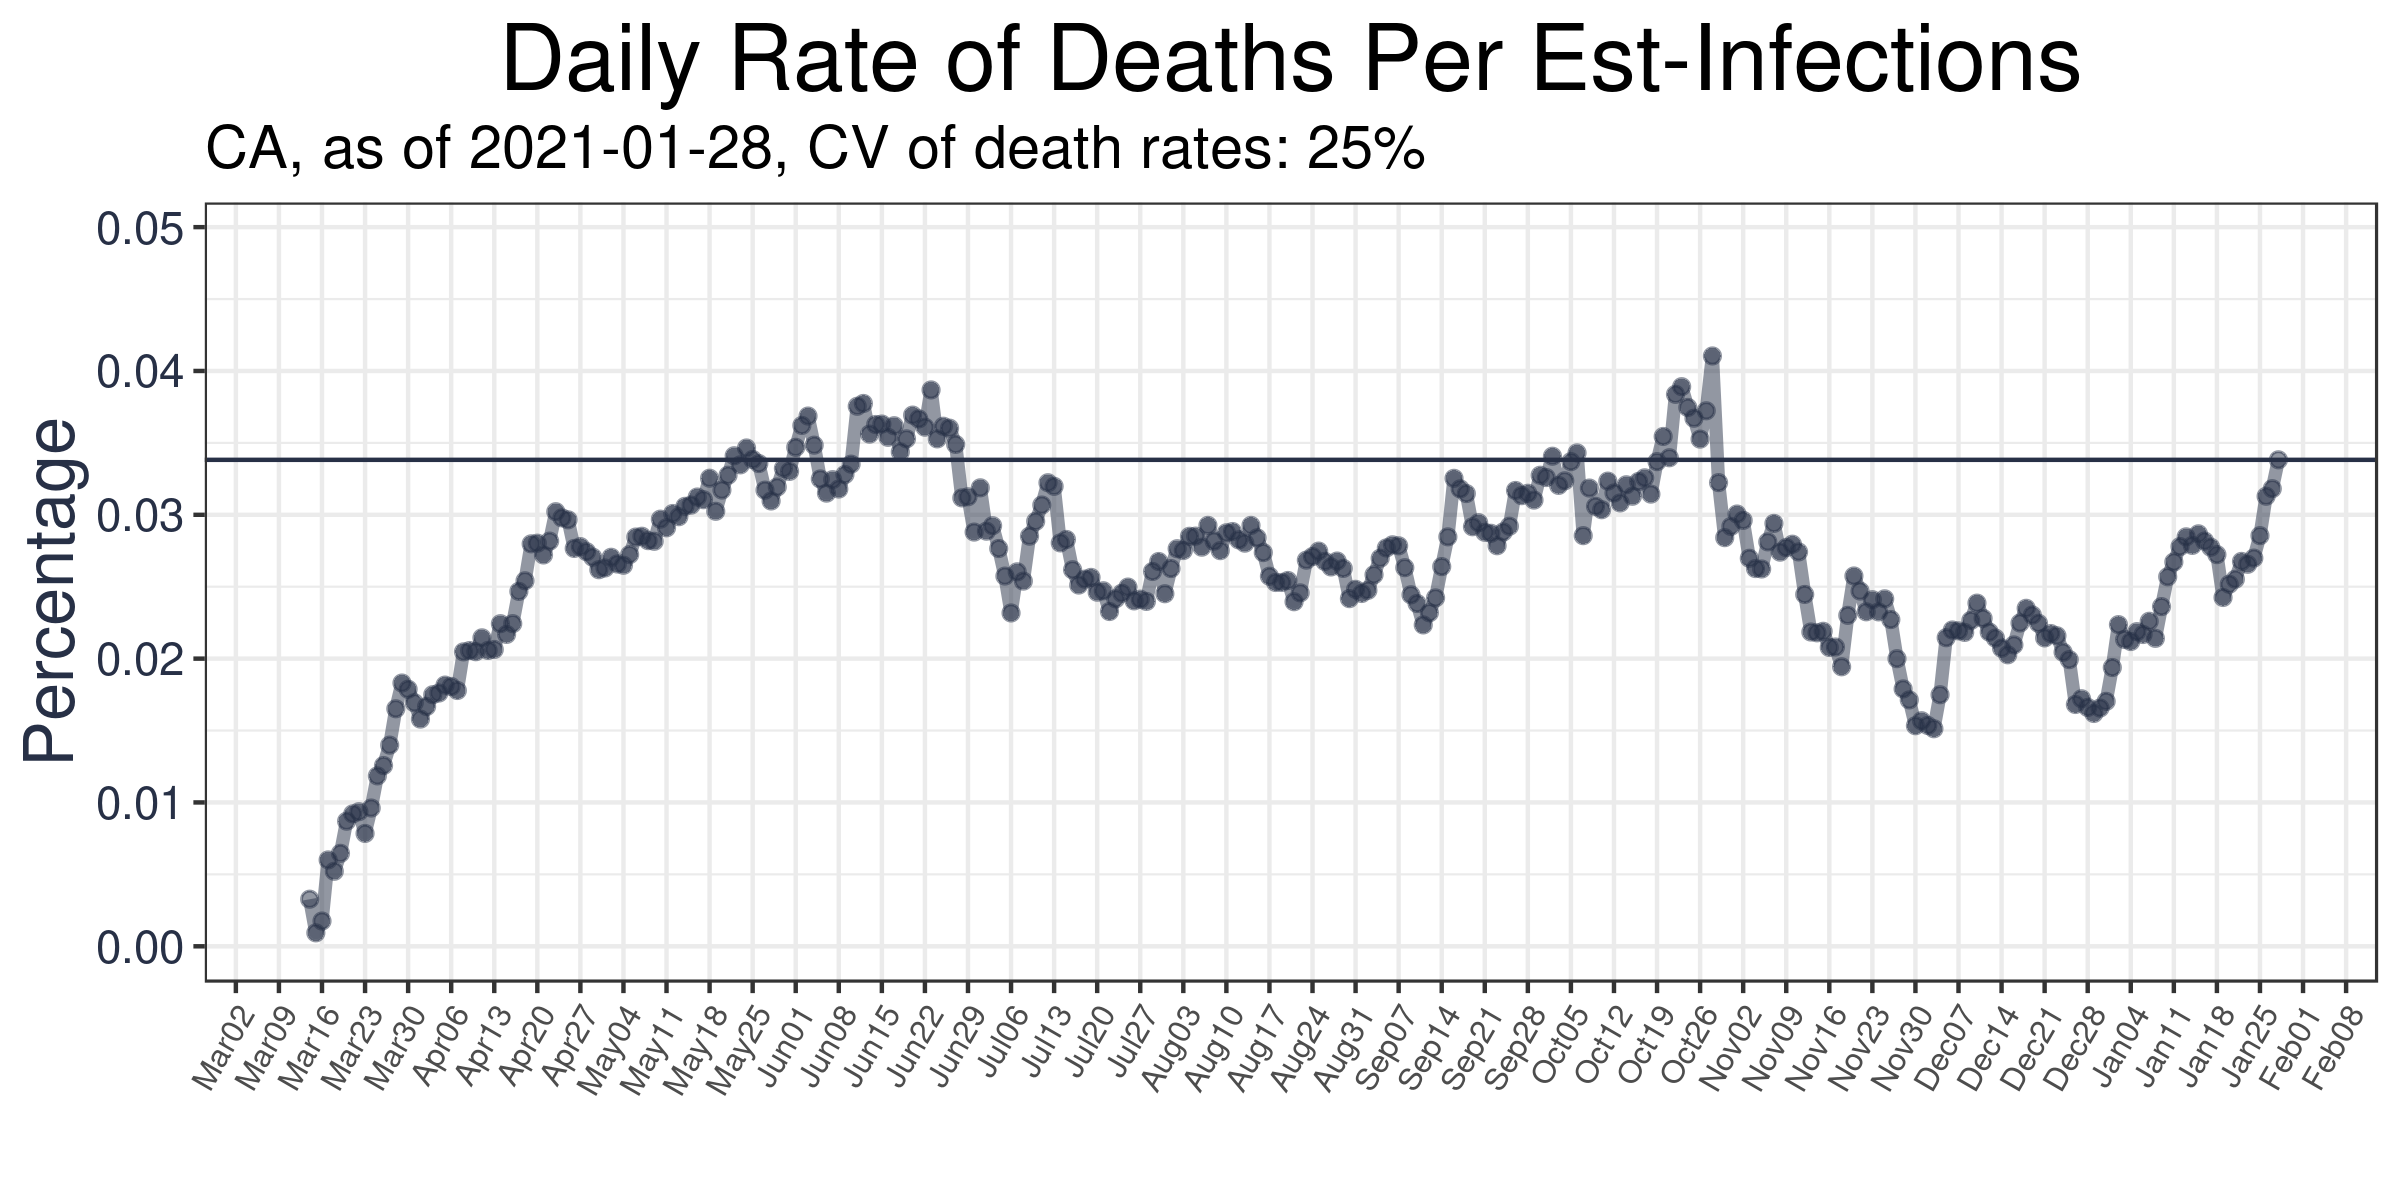 Daily Rate of Deaths Per Est-Infections
CA, as of 2021-01-28, CV of death rates: 25%
Percentage
0.05
0.04
0.03
0.02
0.01
0.00
Mar02 Mar09 Mar16 Mar23 Mar30 Apr06 Apr13 Apr20 Apr27 May04 May11 May18 May25 Jun01 Jun08 Jun15 Jun22 Jun29 Jul06 Jul13 Jul20 Jul27 Aug03 Aug10 Aug17 Aug24 Aug31 Sep07 Sep14 Sep21 Sep28 Oct05 Oct12 Oct19 Oct26 Nov02 Nov09 Nov16 Nov23 Nov30 Dec07 Dec14 Dec21 Dec28 Jan04 Jan11 Jan18 Jan25 Feb01 Feb08